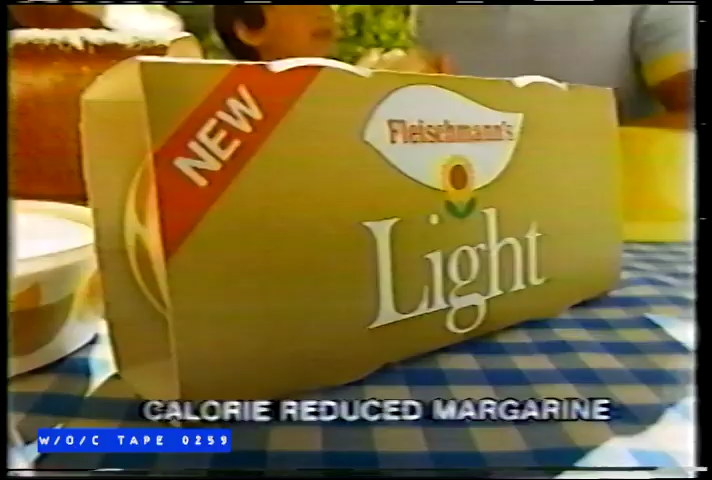 NEW
Fleischmann's
Light
CALORIE REDUCED MARGARINE
W/O/C TAPE 0259